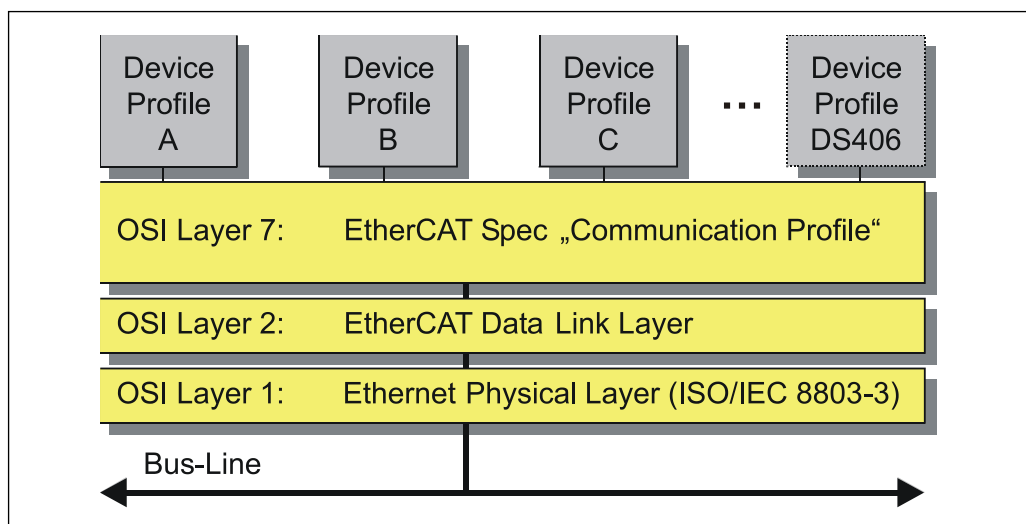 Device Profile A
Device Profile B
Device Profile C
...
Device Profile DS406
OSI Layer 7: EtherCAT Spec „Communication Profile“
OSI Layer 2: EtherCAT Data Link Layer
OSI Layer 1: Ethernet Physical Layer (ISO/IEC 8803-3)
Bus-Line